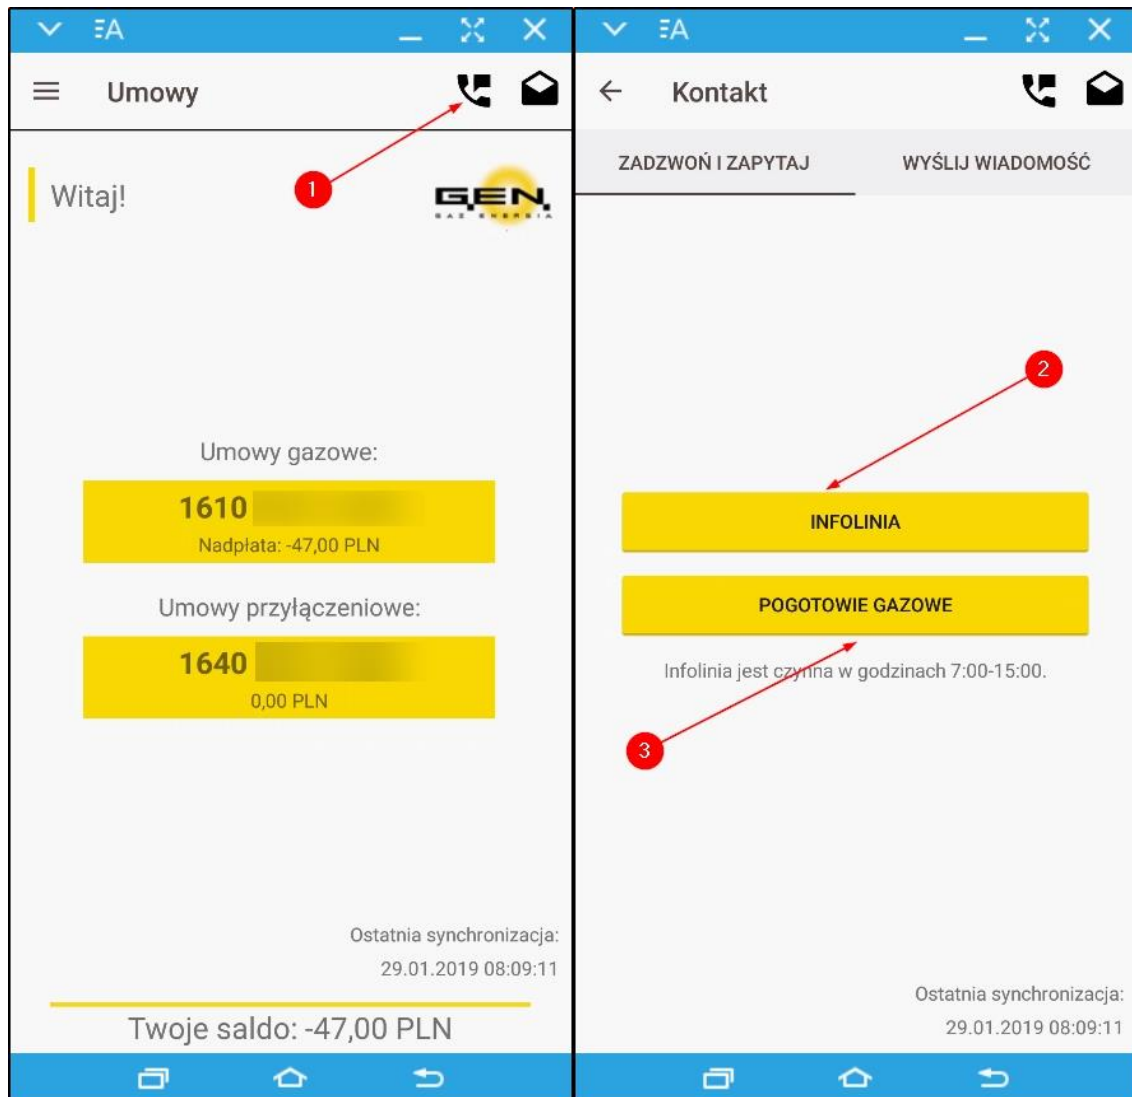 Umowy
1
Witaj!
G.E.N.
GAZ ENERGIA
Umowy gazowe:
1610
Nadpłata: -47,00 PLN
Umowy przyłączeniowe:
1640
0,00 PLN
Ostatnia synchronizacja:
29.01.2019 08:09:11
Twoje saldo: -47,00 PLN
Kontakt
ZADZWOŃ I ZAPYTAJ
WYŚLIJ WIADOMOŚĆ
2
INFOLINIA
POGOTOWIE GAZOWE
Infolinia jest czynna w godzinach 7:00-15:00.
3
Ostatnia synchronizacja:
29.01.2019 08:09:11